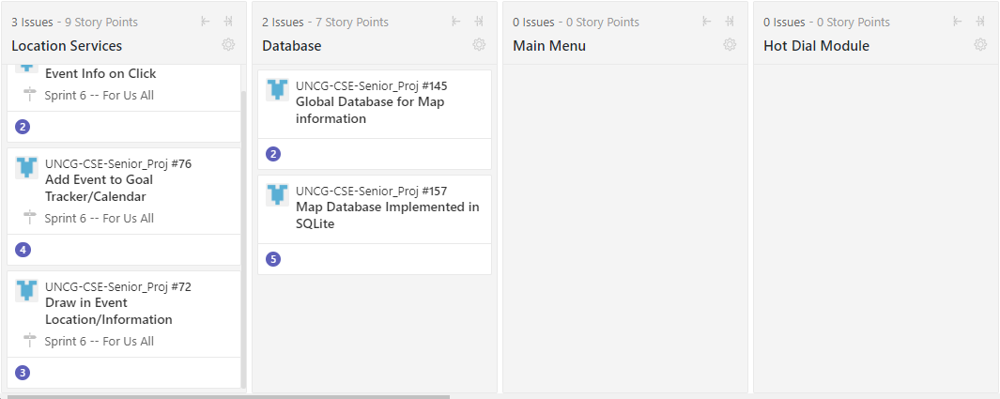 3 Issues - 9 Story Points
Location Services
Event Info on Click
Sprint 6 -- For Us All
2
UNCG-CSE-Senior_Proj #76
Add Event to Goal
Tracker/Calendar
Sprint 6 -- For Us All
4
UNCG-CSE-Senior_Proj #72
Draw in Event
Location/Information
Sprint 6 -- For Us All
3
2 Issues - 7 Story Points
Database
UNCG-CSE-Senior_Proj #145
Global Database for Map
information
2
UNCG-CSE-Senior_Proj #157
Map Database Implemented in
SQLite
5
0 Issues - 0 Story Points
Main Menu
0 Issues - 0 Story Points
Hot Dial Module